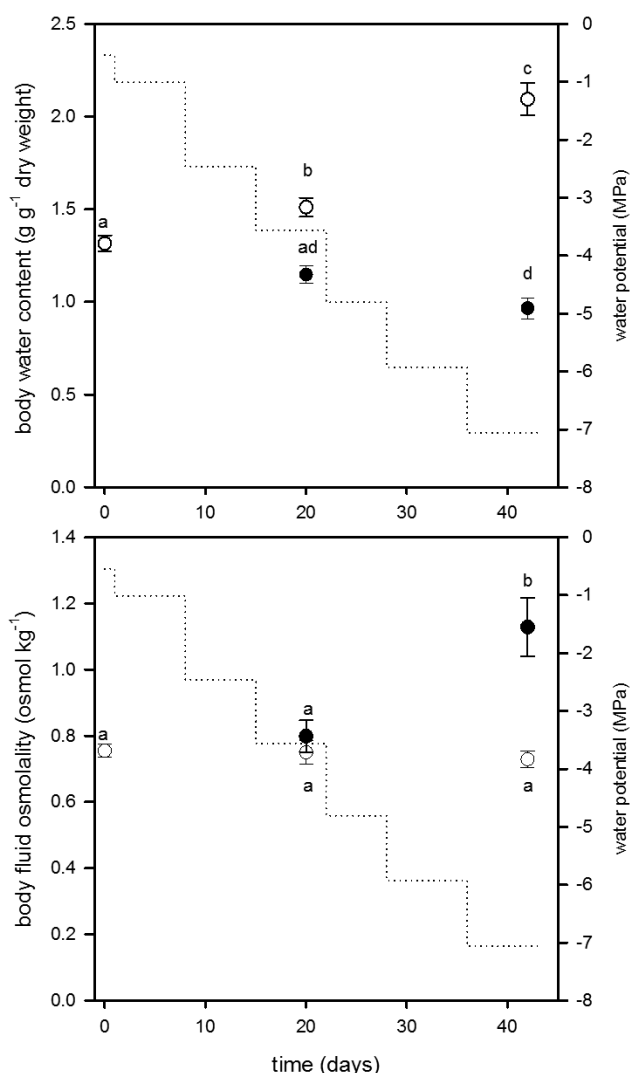 body water content (g g⁻¹ dry weight)
2.5
2.0
1.5
1.0
0.5
0.0
a
b
c
ad
d
0
-1
-2
-3
-4
-5
-6
-7
-8
water potential (MPa)
0
10
20
30
40
body fluid osmolality (osmol kg⁻¹)
1.4
1.2
1.0
0.8
0.6
0.4
0.2
0.0
a
a
b
a
a
0
-1
-2
-3
-4
-5
-6
-7
-8
water potential (MPa)
0
10
20
30
40
time (days)